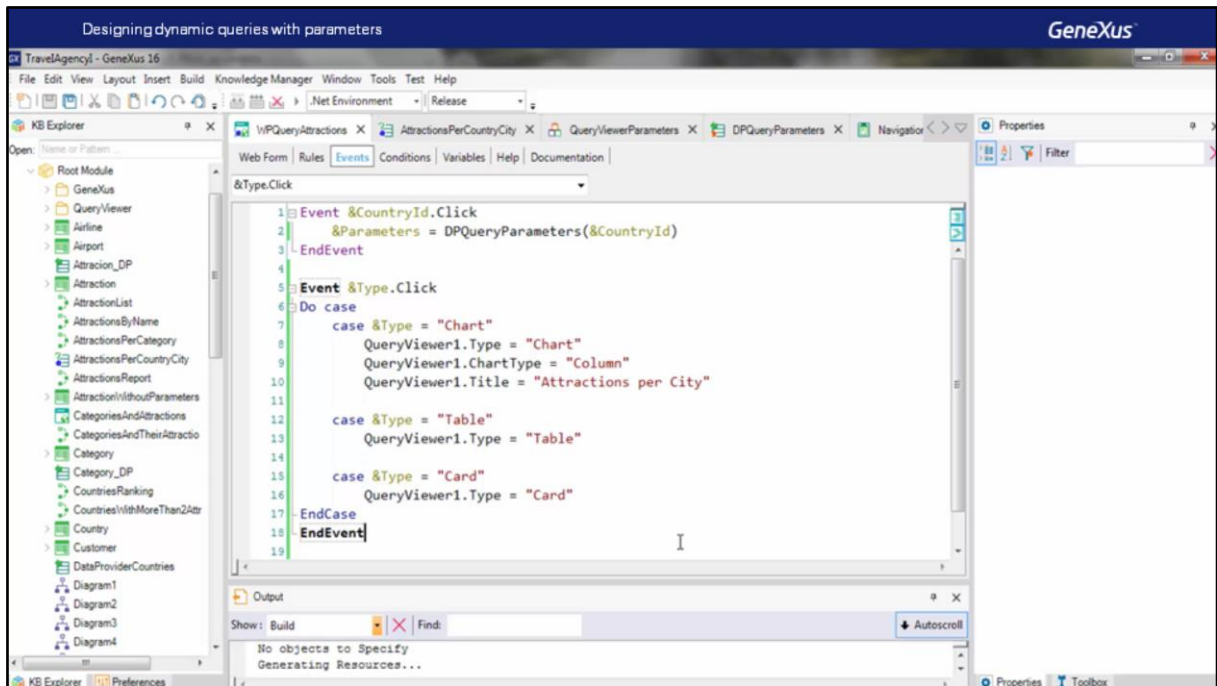 Designing dynamic queries with parameters
GeneXus™
GX TravelAgencyI - GeneXus 16
File Edit View Layout Insert Build Knowledge Manager Window Tools Test Help
.Net Environment Release
KB Explorer
Open: Name or Pattern ...
Root Module
GeneXus
QueryViewer
Airline
Airport
Attracion_DP
Attraction
AttractionList
AttractionsByName
AttractionsPerCategory
AttractionsPerCountryCity
AttractionsReport
AttractionWithoutParameters
CategoriesAndAttractions
CategoriesAndTheirAttractio
Category
Category_DP
CountriesRanking
CountriesWithMoreThan2Attr
Country
Customer
DataProviderCountries
Diagram1
Diagram2
Diagram3
Diagram4
KB Explorer Preferences
WPQueryAttractions X AttractionsPerCountryCity X QueryViewerParameters X DPQueryParameters X Navigation
Web Form Rules Events Conditions Variables Help Documentation
&Type.Click
1 Event &CountryId.Click
2 &Parameters = DPQueryParameters(&CountryId)
3 EndEvent
4
5 Event &Type.Click
6 Do case
7 case &Type = "Chart"
8 QueryViewer1.Type = "Chart"
9 QueryViewer1.ChartType = "Column"
10 QueryViewer1.Title = "Attractions per City"
11
12 case &Type = "Table"
13 QueryViewer1.Type = "Table"
14
15 case &Type = "Card"
16 QueryViewer1.Type = "Card"
17 EndCase
18 EndEvent
19
Output
Show: Build Find: Autoscroll
No objects to Specify
Generating Resources...
Properties
Filter
Properties Toolbox